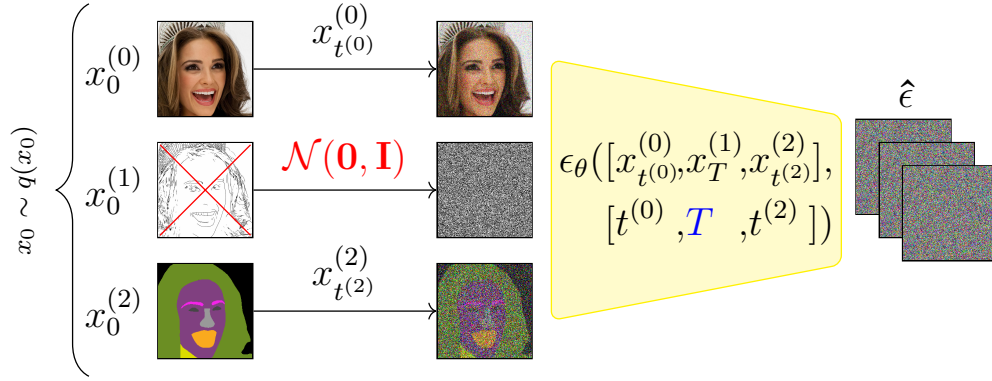 x_0 ~ q(x_0)
x_0^{(0)}
x_{t^{(0)}}^{(0)}
x_0^{(1)}
𝒩(𝟎, 𝐈)
x_0^{(2)}
x_{t^{(2)}}^{(2)}
ϵ_θ([x_{t^{(0)}}^{(0)},x_T^{(1)},x_{t^{(2)}}^{(2)}],
[t^{(0)} ,T ,t^{(2)} ])
ϵ̂